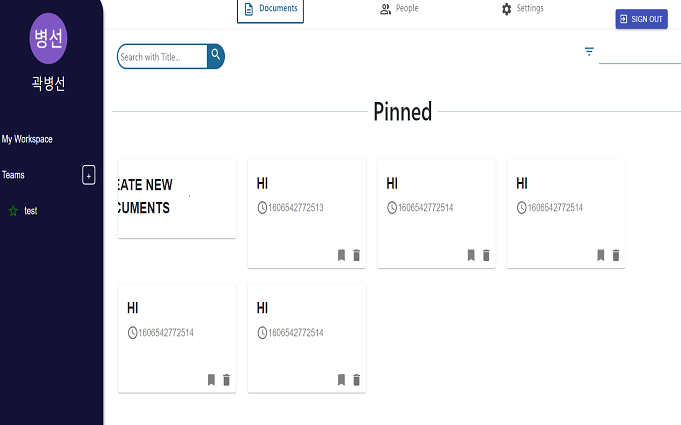 병선
곽병선
My Workspace
Teams
+
test
Documents
People
Settings
SIGN OUT
Search with Title...
Pinned
EATE NEW
CUMENTS
HI
1606542772513
HI
1606542772514
HI
1606542772514
HI
1606542772514
HI
1606542772514